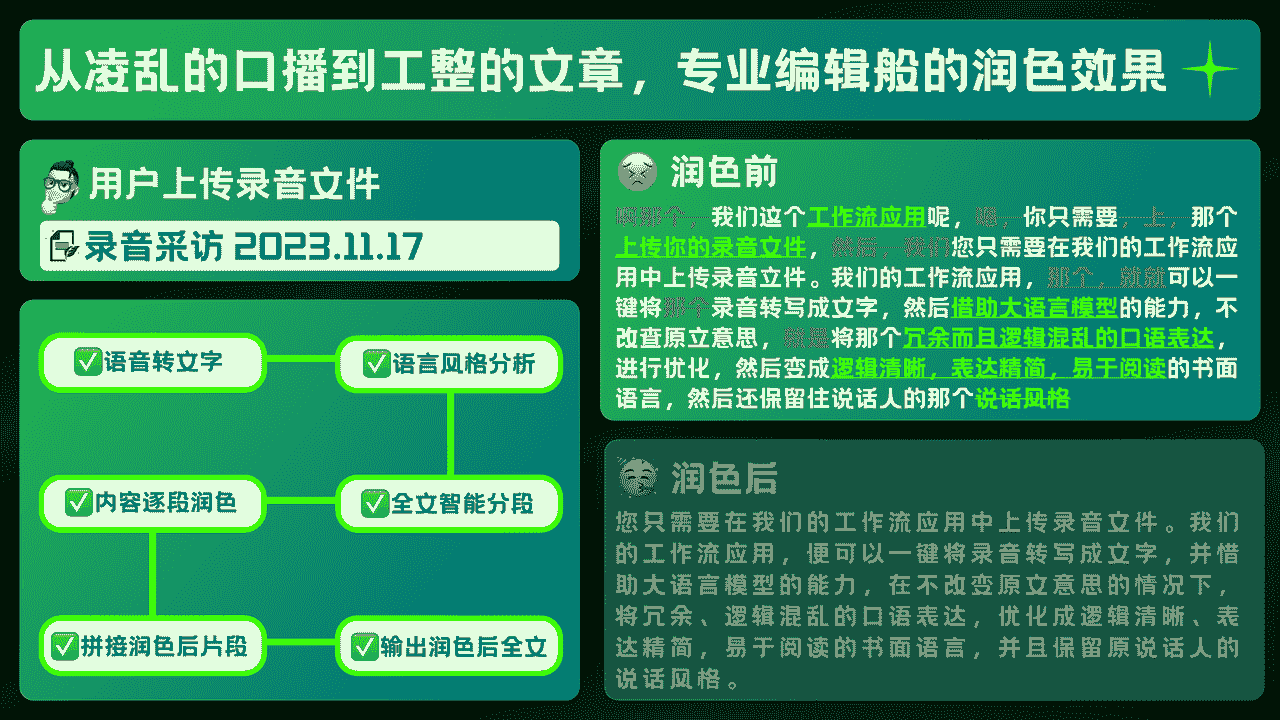 从凌乱的口播到工整的文章，专业编辑般的润色效果
用户上传录音文件
录音采访 2023.11.17
语音转文字
语言风格分析
内容逐段润色
全文智能分段
拼接润色后片段
输出润色后全文
润色前
那个，我们这个工作流应用呢，嗯，你只需要，上，那个
上传你的录音文件，然后，我们您只需要在我们的工作流应
用中上传录音文件。我们的工作流应用，那个，就就可以一
键将那个录音转写成文字，然后借助大语言模型的能力，不
改查原文意思，将那个冗余而且逻辑混乱的口语表达，
进行优化，然后变成逻辑清晰，表达精简，易于阅读的书面
语言，然后还保留住说话人的那个说话风格
润色后
您只需要在我们的工作流应用中上传录音文件。我们
的工作流应用，便可以一键将录音转写成文字，并借
助大语言模型的能力，在不改变原文意思的情况下，
将冗余、逻辑混乱的口语表达，优化成逻辑清晰、表
达精简，易于阅读的书面语言，并且保留原说话人的
说话风格。